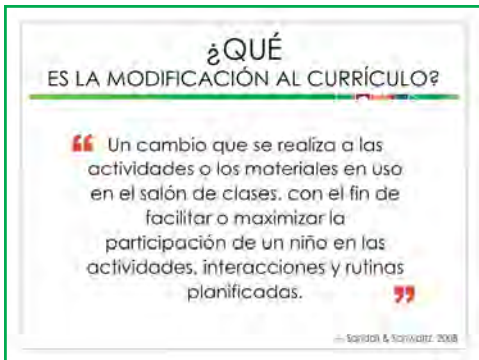 ¿QUÉ
ES LA MODIFICACIÓN AL CURRÍCULO?
“ Un cambio que se realiza a las
actividades o los materiales en uso
en el salón de clases, con el fin de
facilitar o maximizar la
participación de un niño en las
actividades, interacciones y rutinas
planificadas. ”
— Sandall & Schwartz, 2008